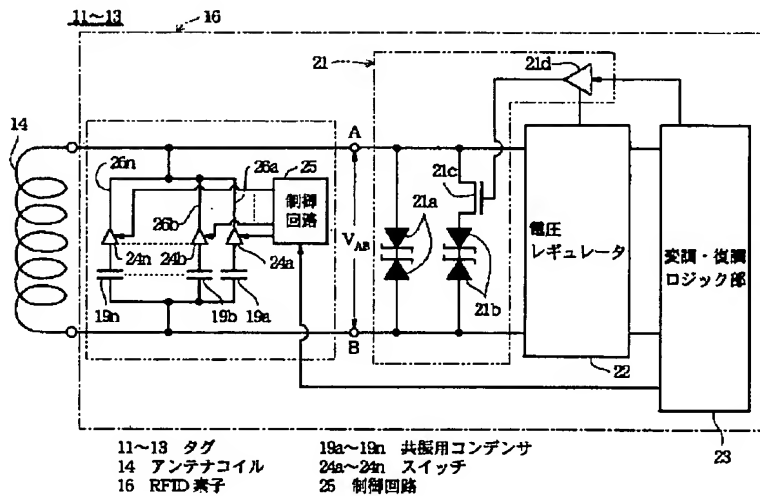 11~13
16
21
21d
14
26n
26a
25
A
26b
制御
回路
21c
21a
V_AB
電圧
レギュレータ
変調・復調
ロジック部
24n
24b
24a
19n
19b
19a
21b
B
22
23
11~13 タグ
14 アンテナコイル
16 RFID 素子
19a~19n 共振用コンデンサ
24a~24n スイッチ
25 制御回路